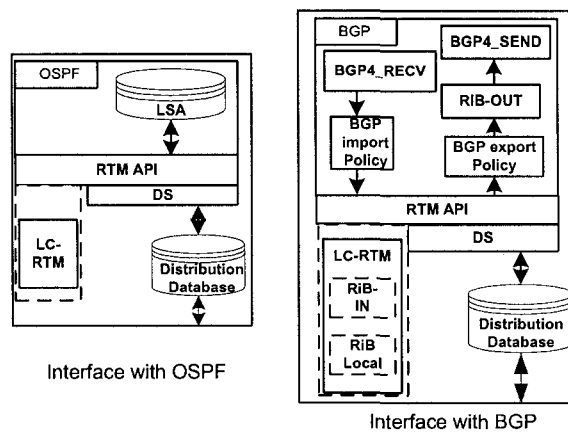 OSPF
LSA
RTM API
DS
LC-
RTM
Distribution
Database
Interface with OSPF
BGP
BGP4_RECV
BGP4_SEND
RiB-OUT
BGP
import
Policy
BGP export
Policy
RTM API
DS
LC-RTM
RiB-
IN
RiB
Local
Distribution
Database
Interface with BGP